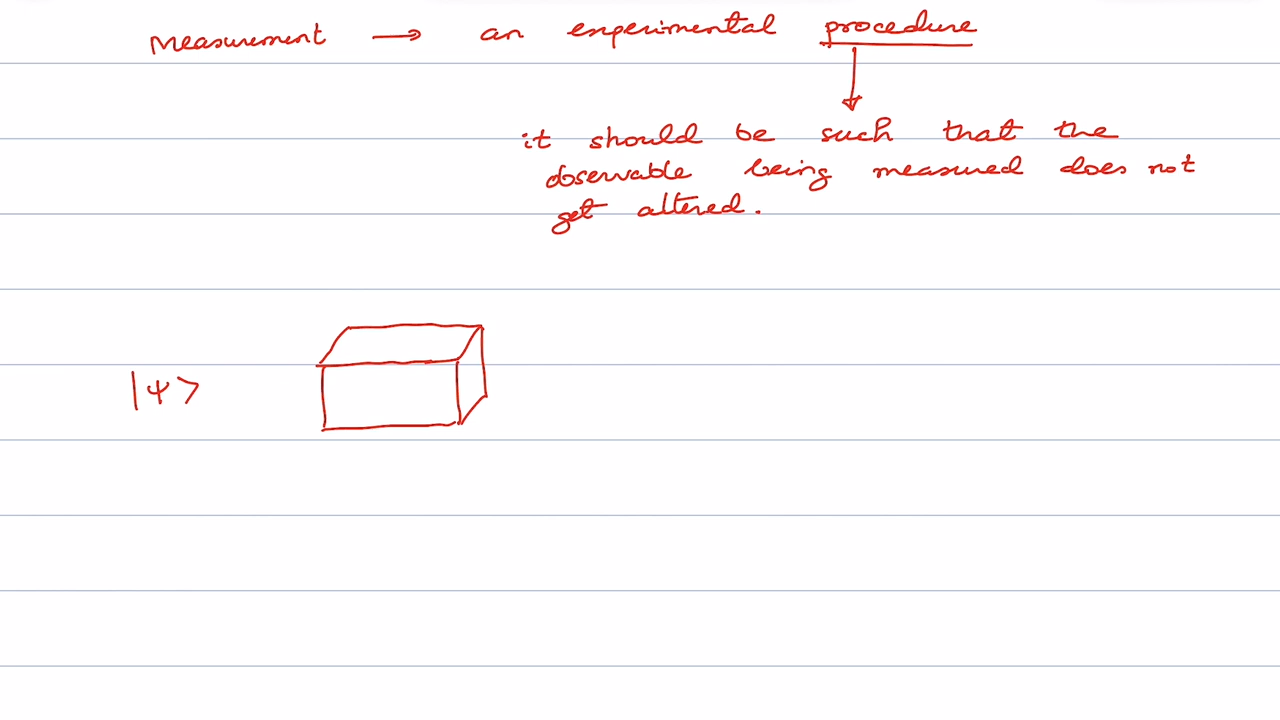 Measurement → an experimental procedure
it should be such that the
observable being measured does not
get altered.
|ψ>